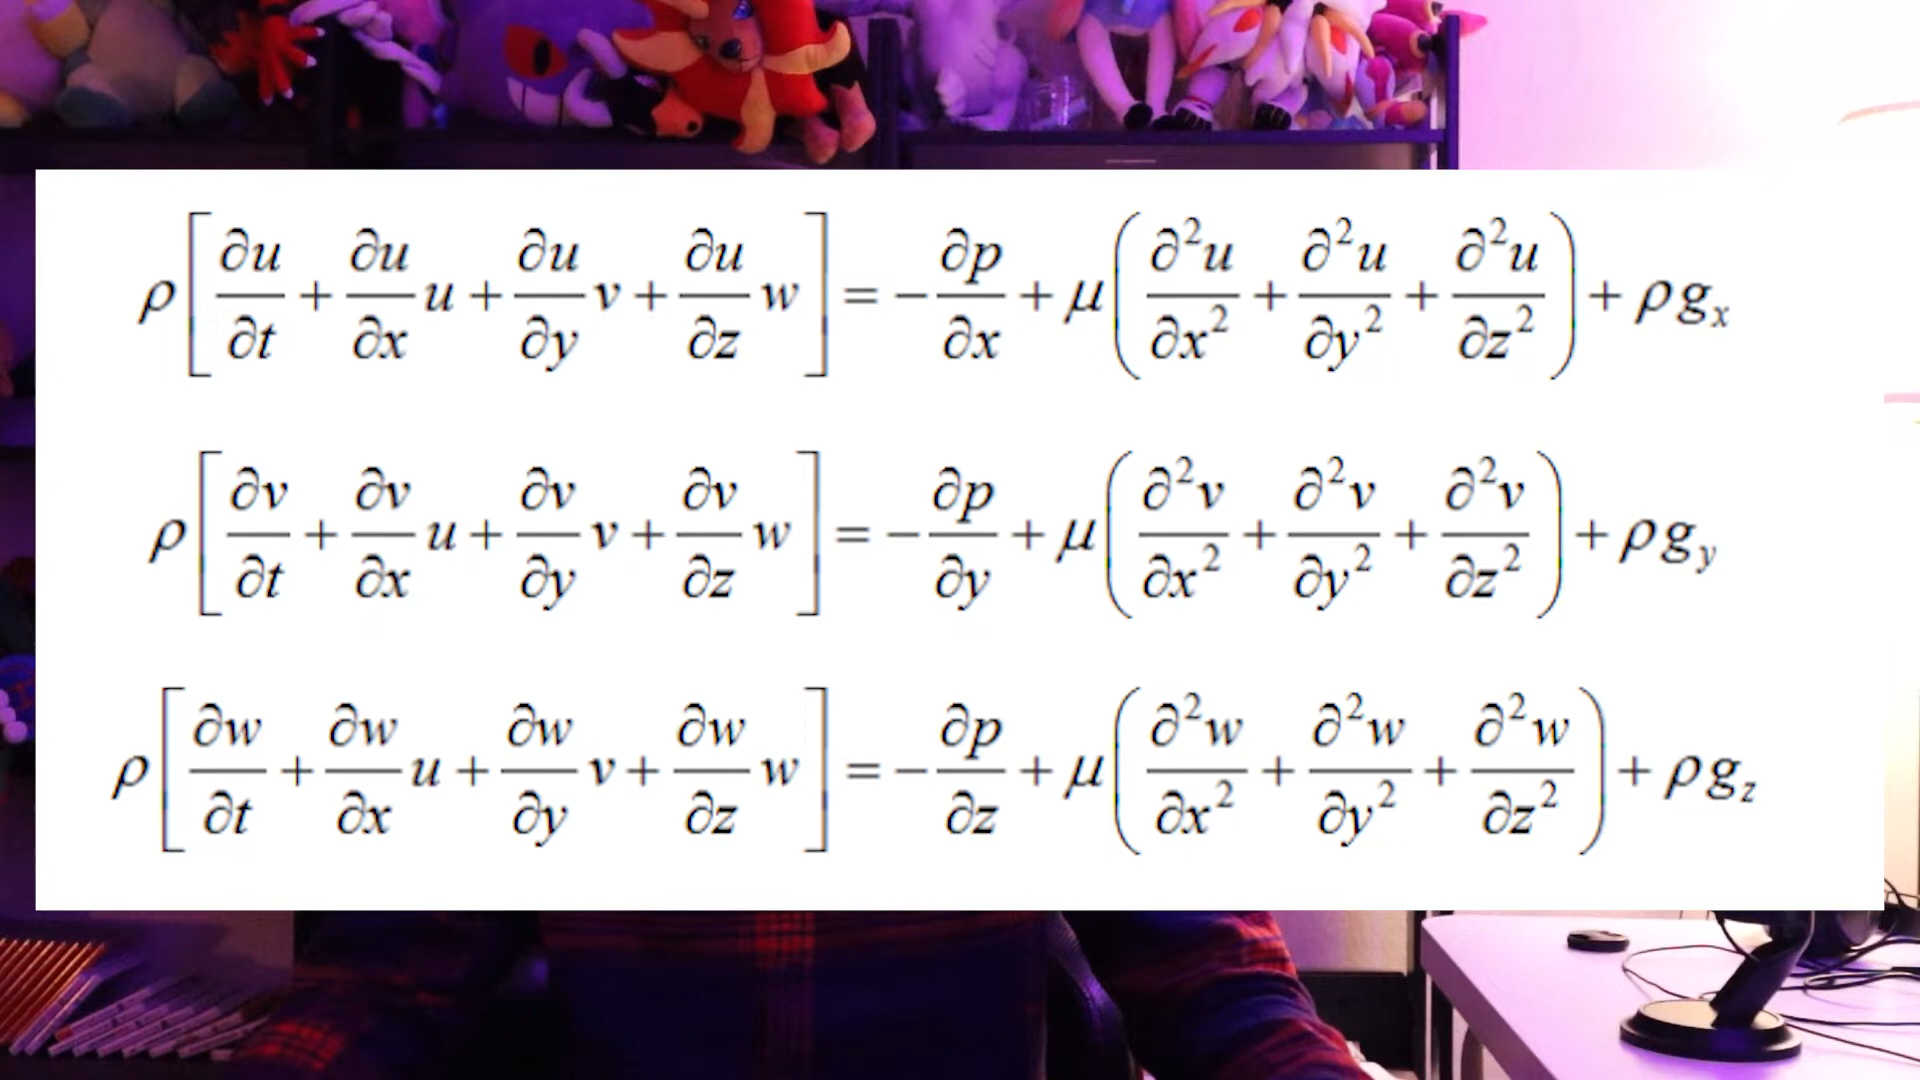 ρ[∂u/∂t + ∂u/∂x u + ∂u/∂y v + ∂u/∂z w] = −∂p/∂x + μ(∂²u/∂x² + ∂²u/∂y² + ∂²u/∂z²) + ρgₓ
ρ[∂v/∂t + ∂v/∂x u + ∂v/∂y v + ∂v/∂z w] = −∂p/∂y + μ(∂²v/∂x² + ∂²v/∂y² + ∂²v/∂z²) + ρg_y
ρ[∂w/∂t + ∂w/∂x u + ∂w/∂y v + ∂w/∂z w] = −∂p/∂z + μ(∂²w/∂x² + ∂²w/∂y² + ∂²w/∂z²) + ρg_z